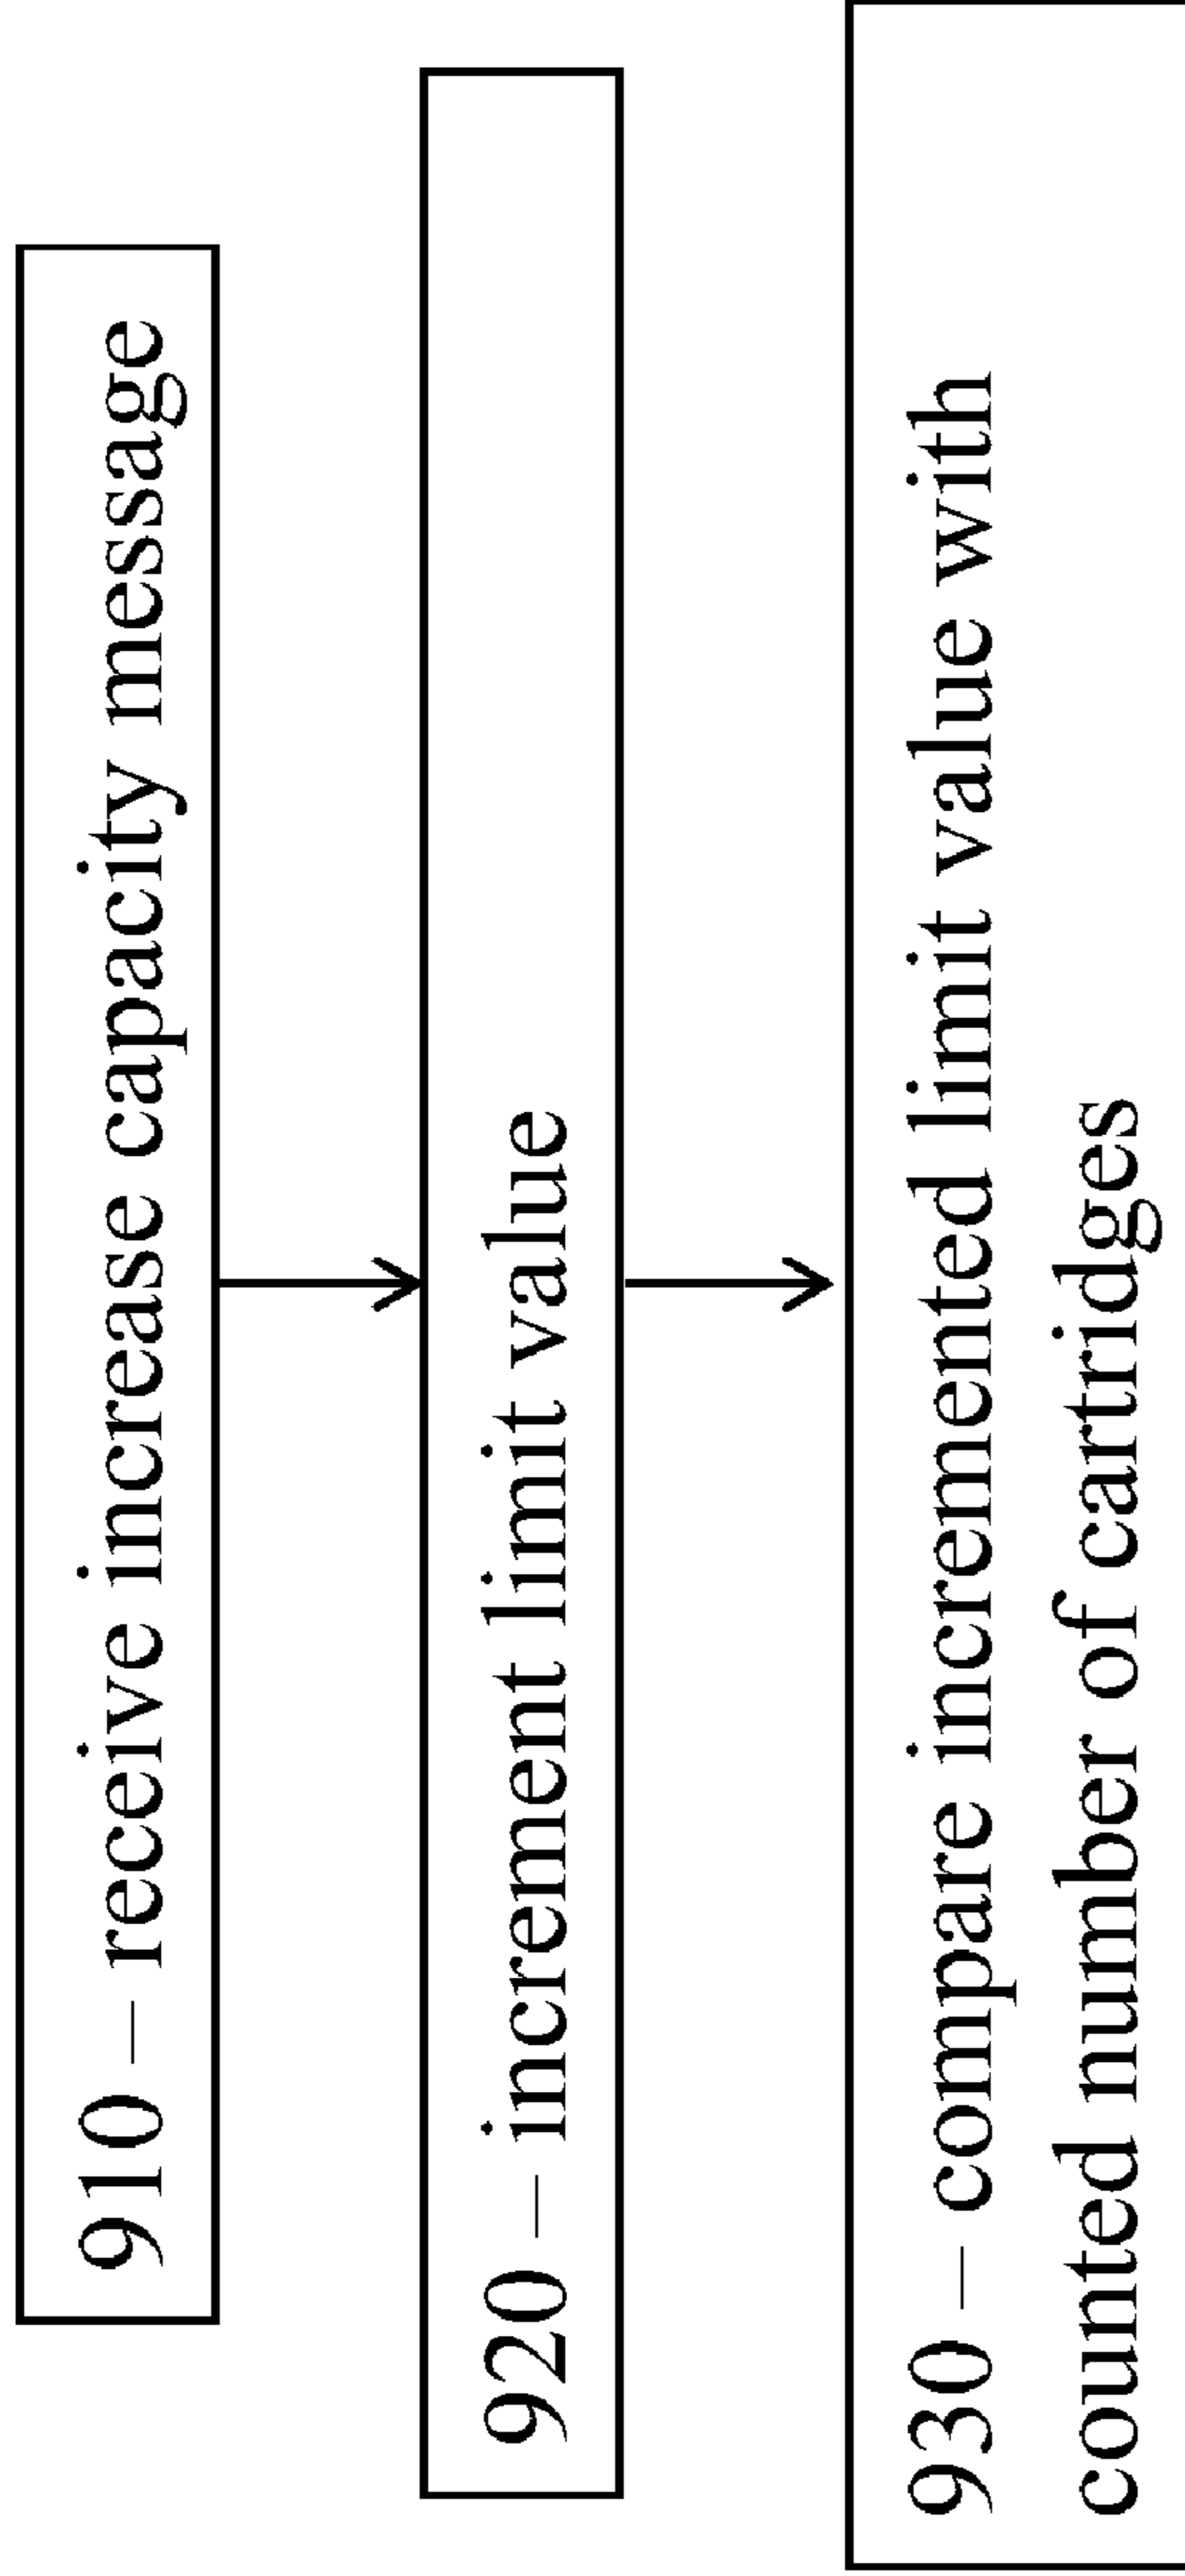 910 – receive increase capacity message
920 – increment limit value
930 – compare incremented limit value with
counted number of cartridges